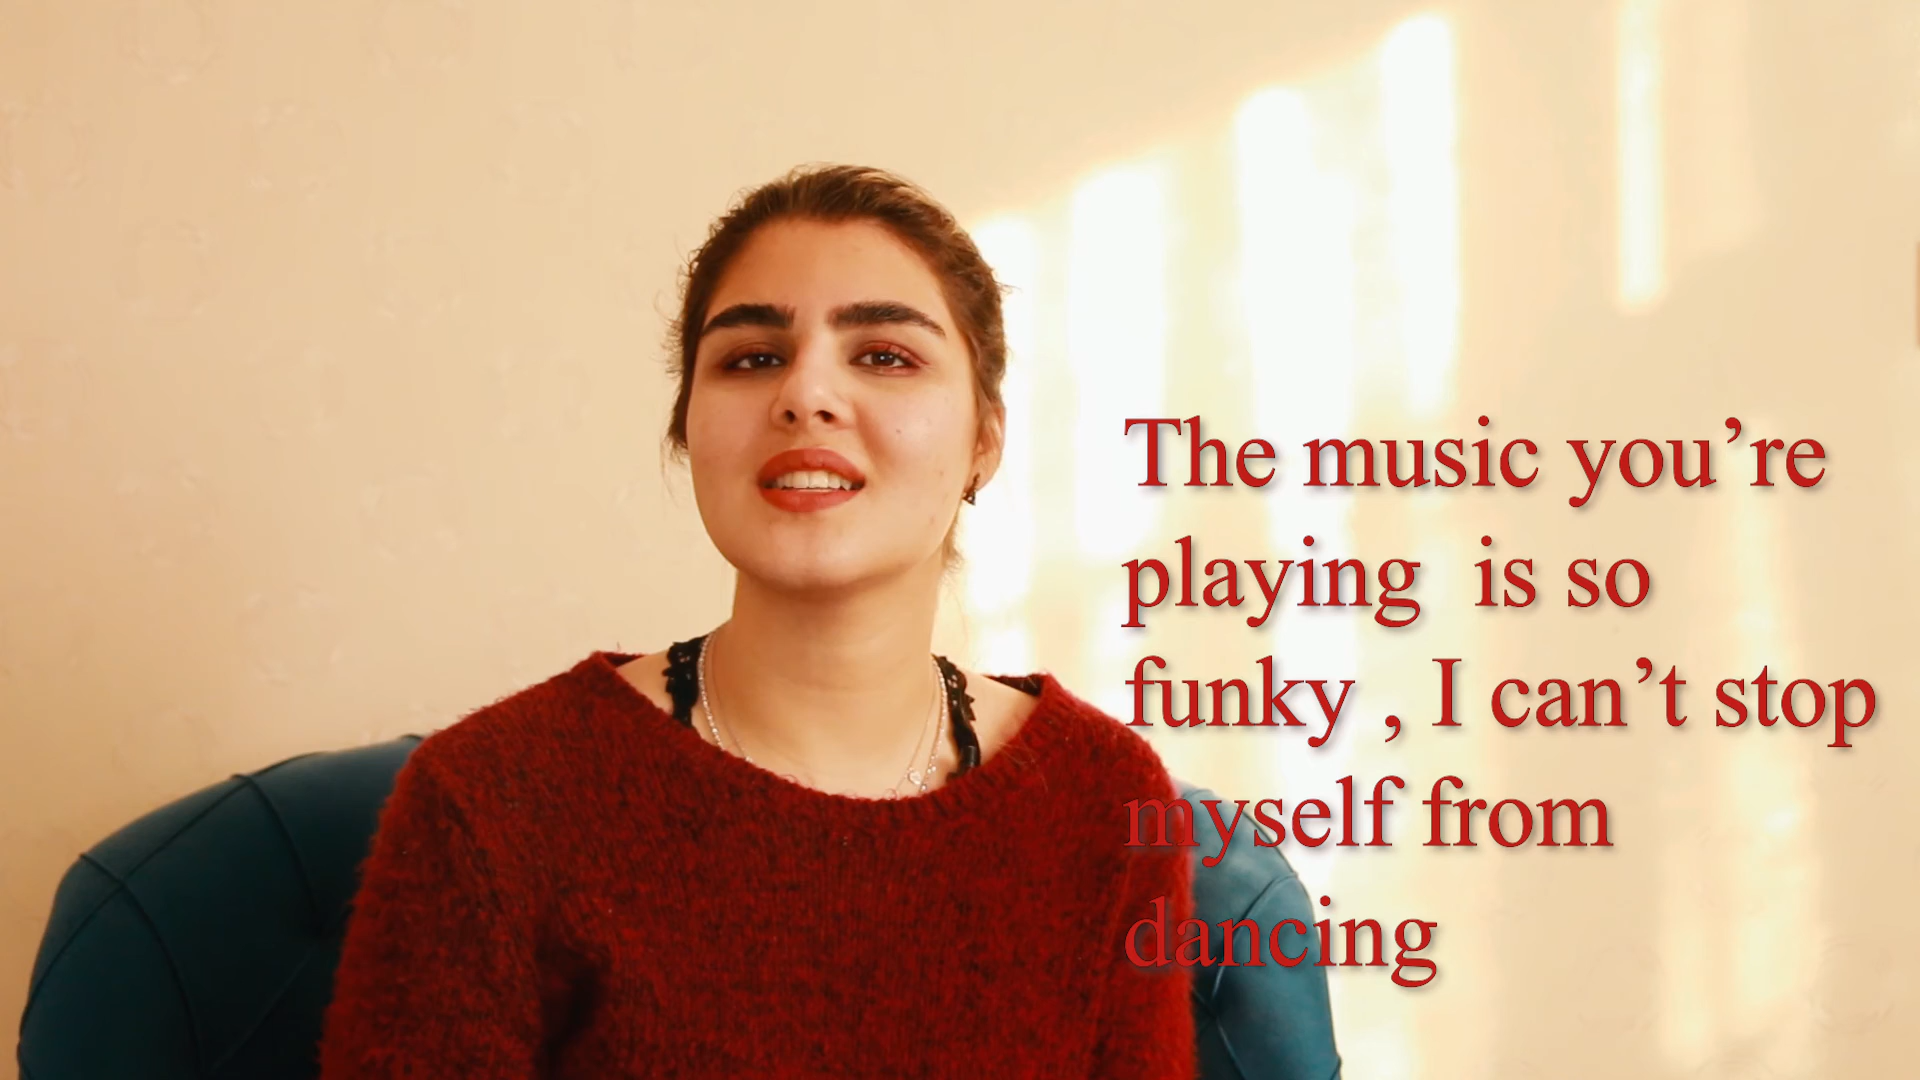 The music you’re
playing  is so
funky , I can’t stop
myself from
dancing